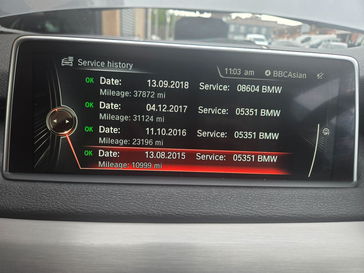 Service history
11:03 am BBCAsian
OK Date: 13.09.2018 Service: 08604 BMW
Mileage: 37872 mi
OK Date: 04.12.2017 Service: 05351 BMW
Mileage: 31124 mi
OK Date: 11.10.2016 Service: 05351 BMW
Mileage: 23196 mi
OK Date: 13.08.2015 Service: 05351 BMW
Mileage: 10999 mi